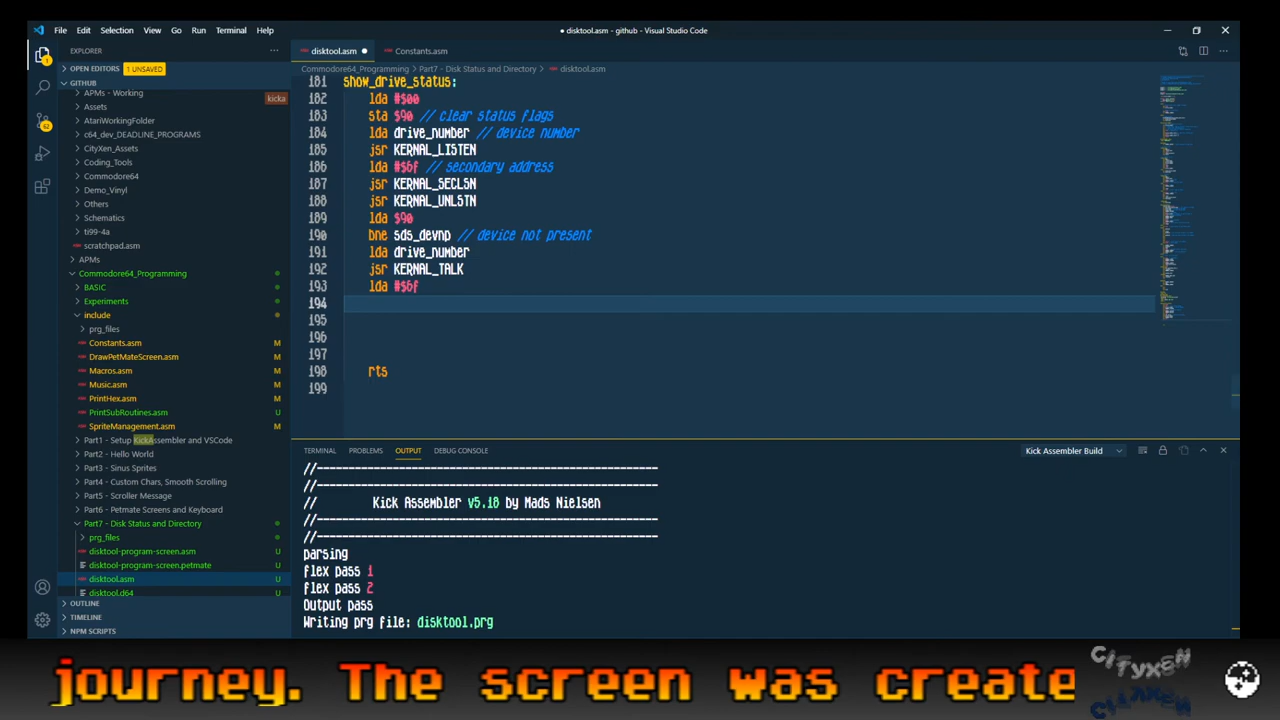 File Edit Selection View Go Run Terminal Help
● disktool.asm - github - Visual Studio Code
EXPLORER
OPEN EDITORS 1 UNSAVED
GITHUB
kicka
APMs - Working
Assets
AtariWorkingFolder
c64_dev_DEADLINE_PROGRAMS
CityXen_Assets
Coding_Tools
Commodore64
Demo_Vinyl
Others
Schematics
ti99-4a
scratchpad.asm
APMs
Commodore64_Programming
BASIC
Experiments
include
prg_files
Constants.asm M
DrawPetMateScreen.asm M
Macros.asm M
Music.asm M
PrintHex.asm M
PrintSubRoutines.asm U
SpriteManagement.asm M
Part1 - Setup KickAssembler and VSCode
Part2 - Hello World
Part3 - Sinus Sprites
Part4 - Custom Chars, Smooth Scrolling
Part5 - Scroller Message
Part6 - Petmate Screens and Keyboard
Part7 - Disk Status and Directory
prg_files
disktool-program-screen.asm U
disktool-program-screen.petmate U
disktool.asm U
disktool.d64 U
OUTLINE
TIMELINE
NPM SCRIPTS
1
62
disktool.asm ● Constants.asm
Commodore64_Programming > Part7 - Disk Status and Directory > disktool.asm
181 show_drive_status:
182 lda #$00
183 sta $90 // clear status flags
184 lda drive_number // device number
185 jsr KERNAL_LISTEN
186 lda #$6f // secondary address
187 jsr KERNAL_SECLSN
188 jsr KERNAL_UNLSTN
189 lda $90
190 bne sds_devnp // device not present
191 lda drive_number
192 jsr KERNAL_TALK
193 lda #$6f
194
195
196
197
198 rts
199
TERMINAL PROBLEMS OUTPUT DEBUG CONSOLE
Kick Assembler Build
//------------------------------------------------------
//------------------------------------------------------
// Kick Assembler v5.18 by Mads Nielsen
//------------------------------------------------------
//------------------------------------------------------
parsing
flex pass 1
flex pass 2
Output pass
Writing prg file: disktool.prg
journey. The screen was create
CITYXEN